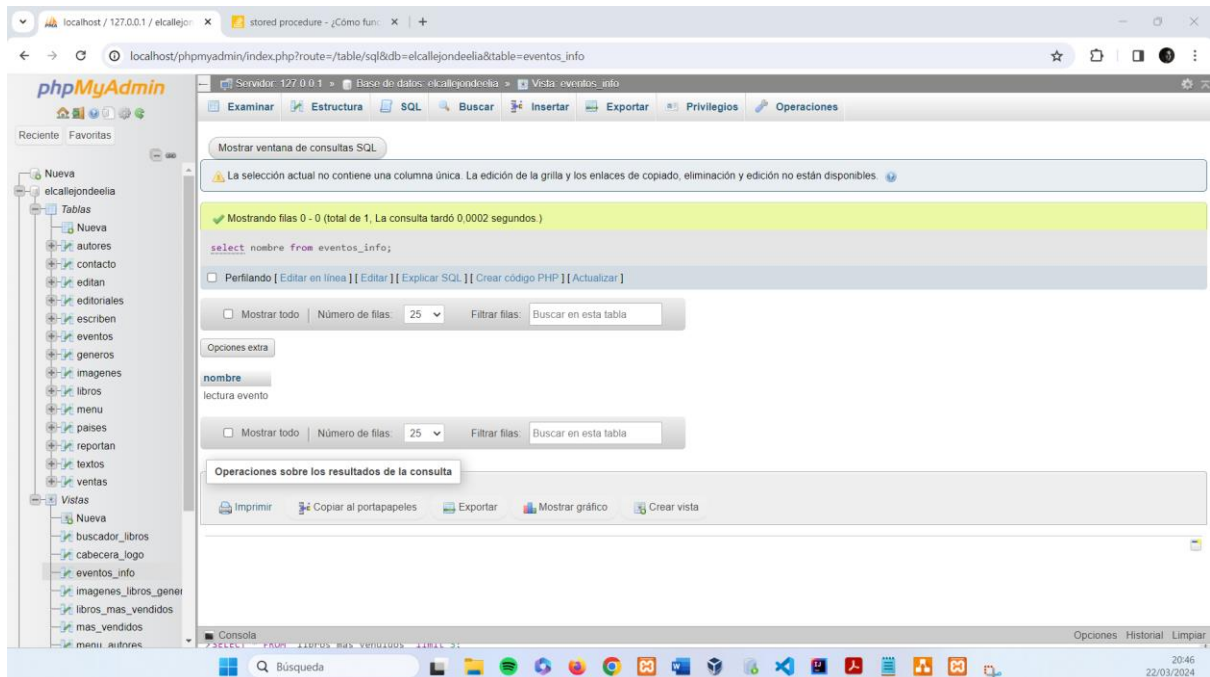 localhost / 127.0.0.1 / elcallejon
stored procedure - ¿Cómo func
localhost/phpmyadmin/index.php?route=/table/sql&db=elcallejondeelia&table=eventos_info
phpMyAdmin
Reciente Favoritas
Nueva
elcallejondeelia
Tablas
Nueva
autores
contacto
editan
editoriales
escriben
eventos
generos
imagenes
libros
menu
paises
reportan
textos
ventas
Vistas
Nueva
buscador_libros
cabecera_logo
eventos_info
imagenes_libros_gener
libros_mas_vendidos
mas_vendidos
menu_autores
Servidor: 127.0.0.1 » Base de datos: elcallejondeelia » Vista: eventos_info
Examinar Estructura SQL Buscar Insertar Exportar Privilegios Operaciones
Mostrar ventana de consultas SQL
La selección actual no contiene una columna única. La edición de la grilla y los enlaces de copiado, eliminación y edición no están disponibles.
Mostrando filas 0 - 0 (total de 1, La consulta tardó 0,0002 segundos.)
select nombre from eventos_info;
Perfilando [ Editar en línea ] [ Editar ] [ Explicar SQL ] [ Crear código PHP ] [ Actualizar ]
Mostrar todo | Número de filas: 25 Filtrar filas: Buscar en esta tabla
Opciones extra
nombre
lectura evento
Mostrar todo | Número de filas: 25 Filtrar filas: Buscar en esta tabla
Operaciones sobre los resultados de la consulta
Imprimir Copiar al portapapeles Exportar Mostrar gráfico Crear vista
Consola Opciones Historial Limpiar
>SELECT * FROM `libros_mas_vendidos` limit 5;
Búsqueda
20:46
22/03/2024